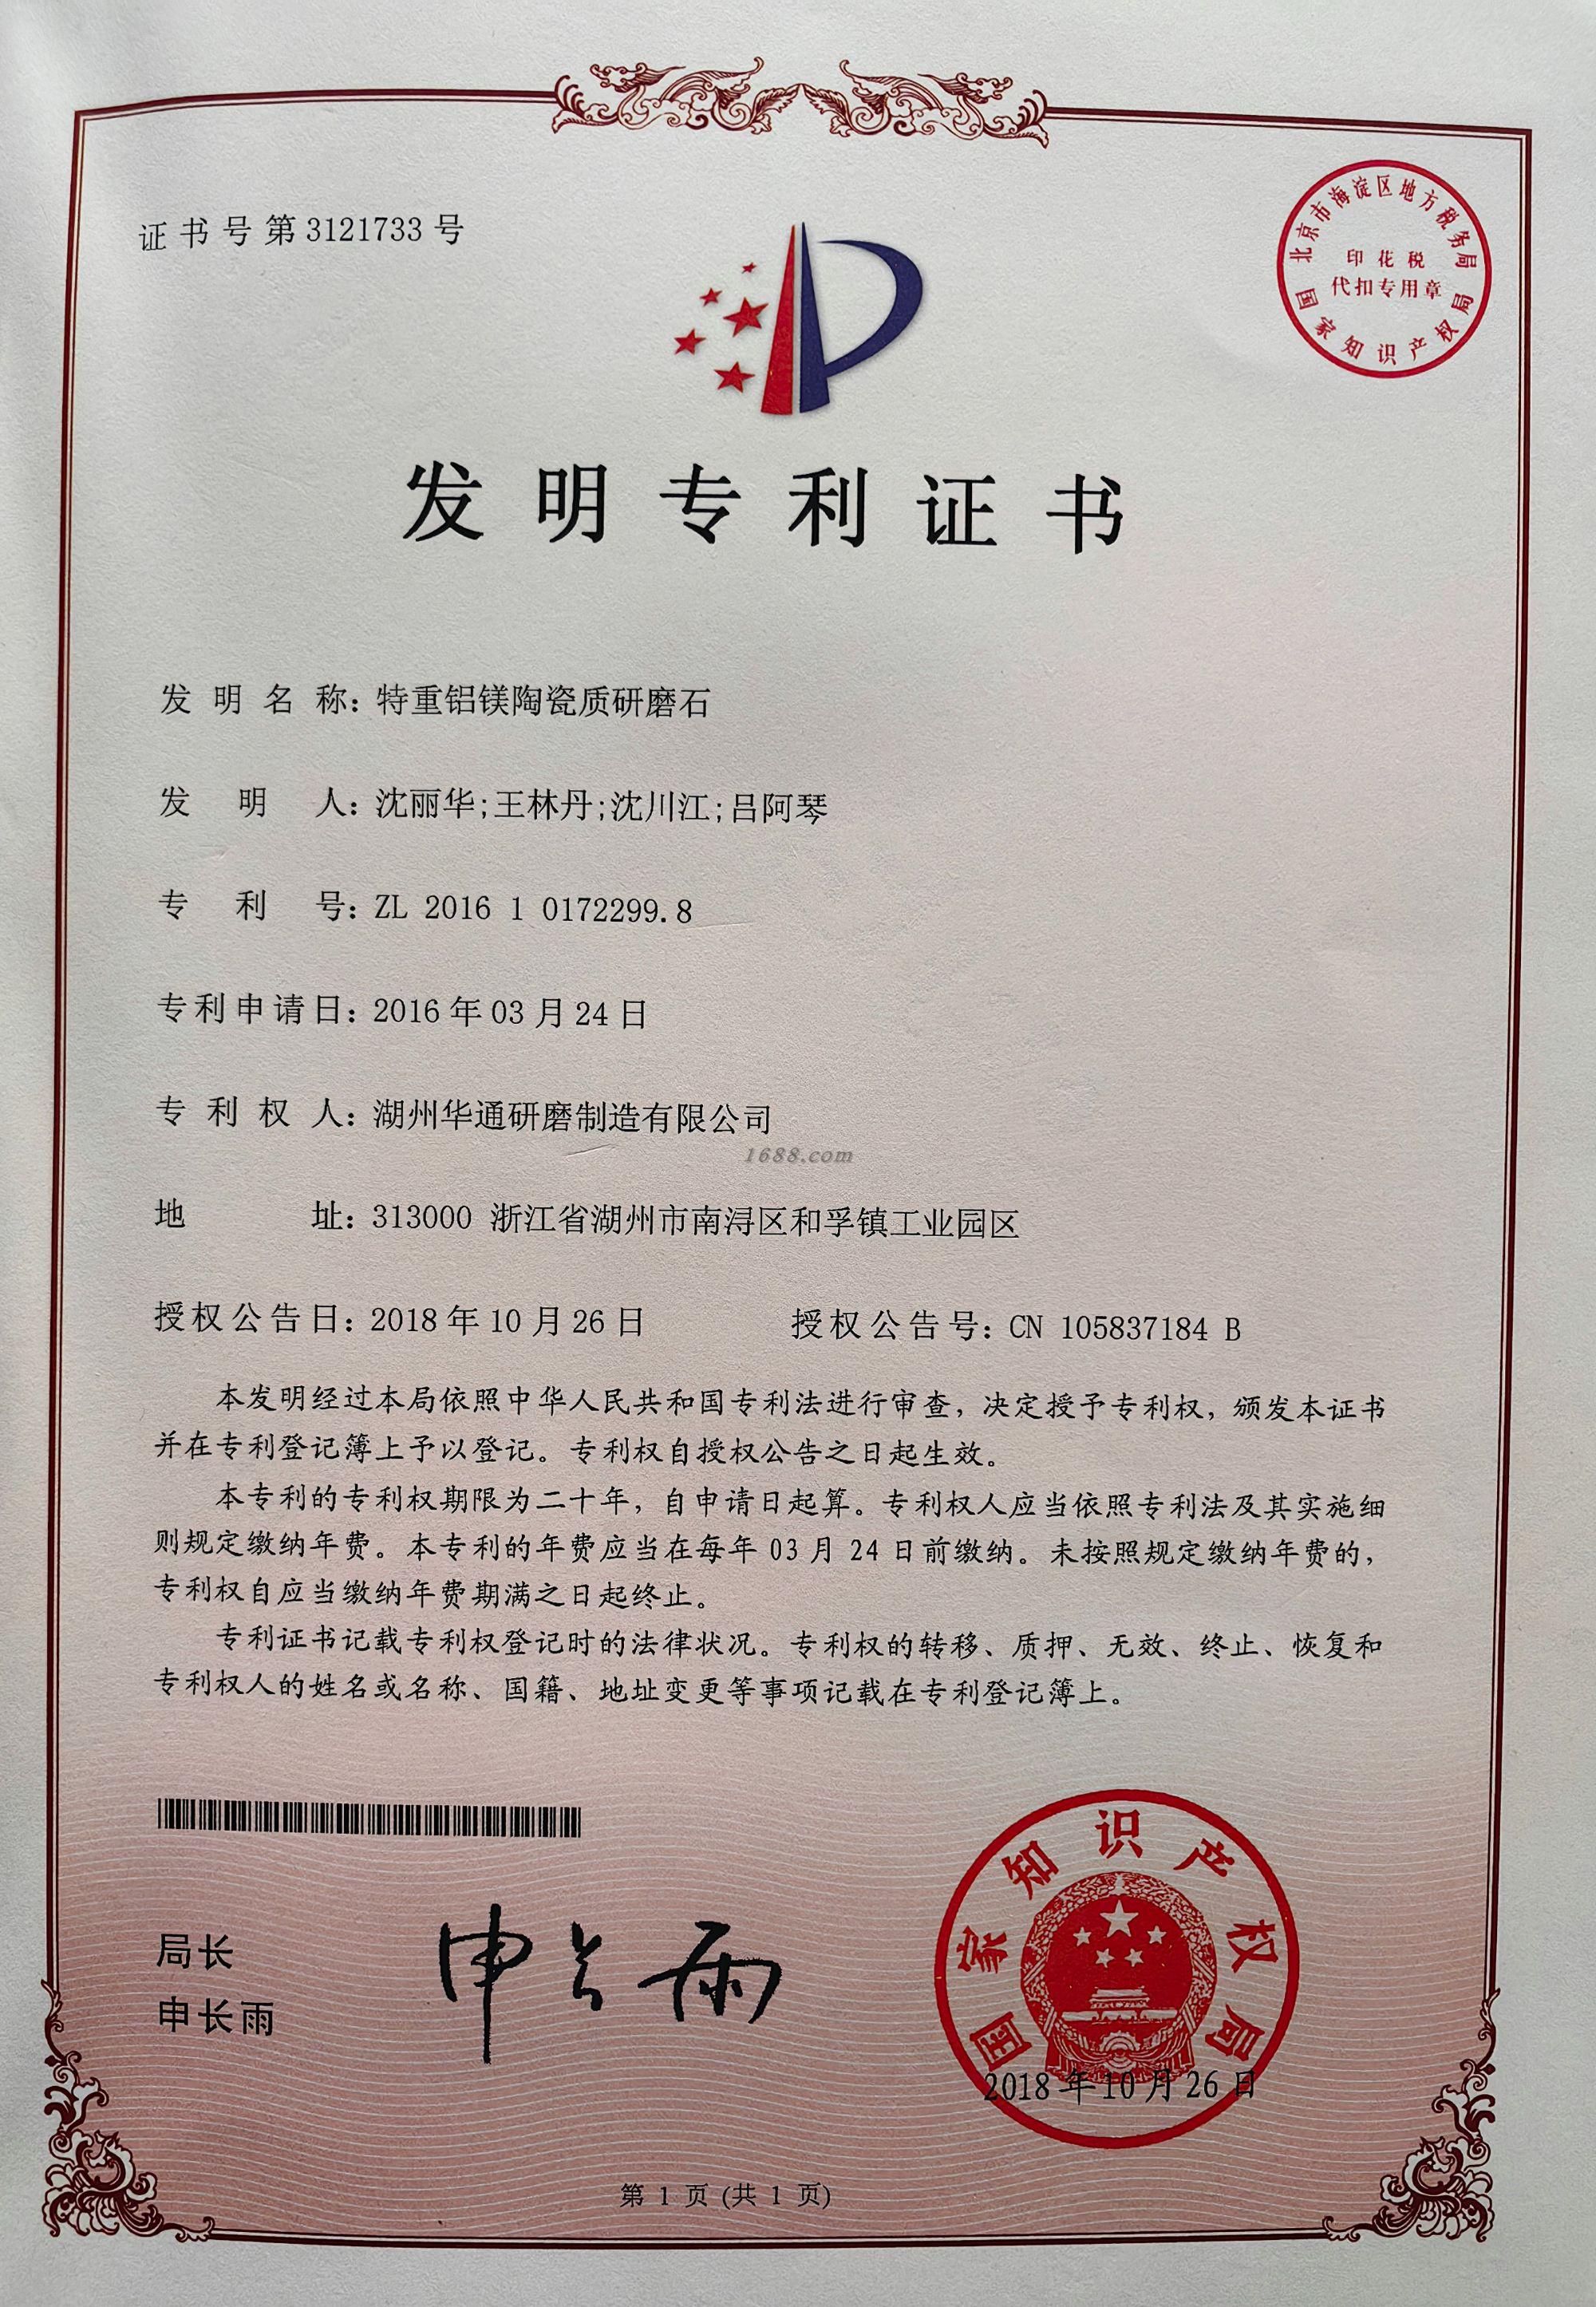 证书号第3121733号
北京市海淀区地方税务局
印花税
代扣专用章
国家知识产权局
发明专利证书
发明名称：特重铝镁陶瓷质研磨石
发明人：沈丽华;王林丹;沈川江;吕阿琴
专利号：ZL 2016 1 0172299.8
专利申请日：2016年03月24日
专利权人：湖州华通研磨制造有限公司
1688.com
地址：313000 浙江省湖州市南浔区和孚镇工业园区
授权公告日：2018年10月26日 授权公告号：CN 105837184 B
本发明经过本局依照中华人民共和国专利法进行审查，决定授予专利权，颁发本证书
并在专利登记簿上予以登记。专利权自授权公告之日起生效。
本专利的专利权期限为二十年，自申请日起算。专利权人应当依照专利法及其实施细
则规定缴纳年费。本专利的年费应当在每年03月24日前缴纳。未按照规定缴纳年费的，
专利权自应当缴纳年费期满之日起终止。
专利证书记载专利权登记时的法律状况。专利权的转移、质押、无效、终止、恢复和
专利权人的姓名或名称、国籍、地址变更等事项记载在专利登记簿上。
局长
申长雨
申长雨
国家知识产权局
2018年10月26日
第 1 页 (共 1 页)